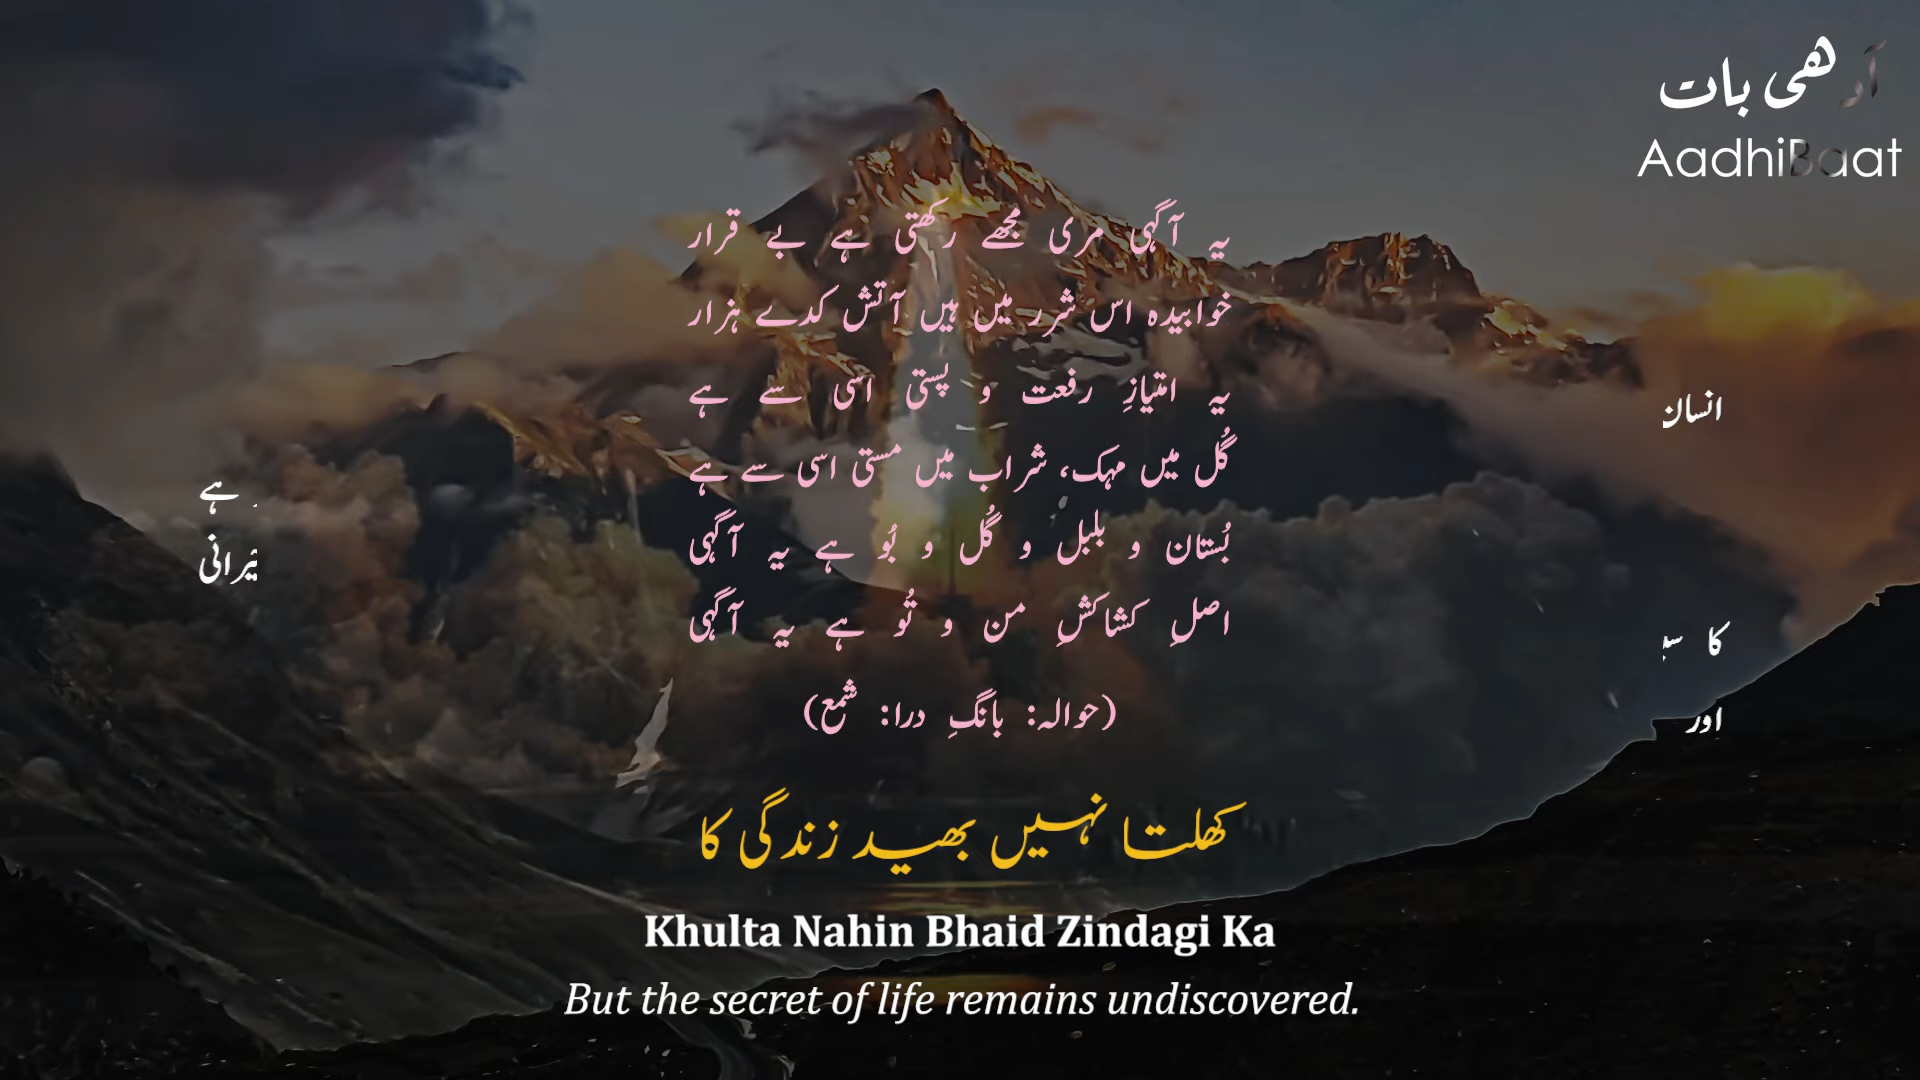 آدھی بات
AadhiBaat
یہ آگہی مری مجھے رکھتی ہے بے قرار
خوابیدہ اس شرر میں ہیں آتش کدے ہزار
یہ امتیازِ رفعت و پستی اسی سے ہے
گُل میں مہک، شراب میں مستی اسی سے ہے
بُستان و بلبل و گُل و بُو ہے یہ آگہی
اصلِ کشاکشِ من و تُو ہے یہ آگہی
(حوالہ: بانگِ درا: شمع)
انسان
ہے
کا
اور
کھلتا نہیں بھید زندگی کا
Khulta Nahin Bhaid Zindagi Ka
But the secret of life remains undiscovered.